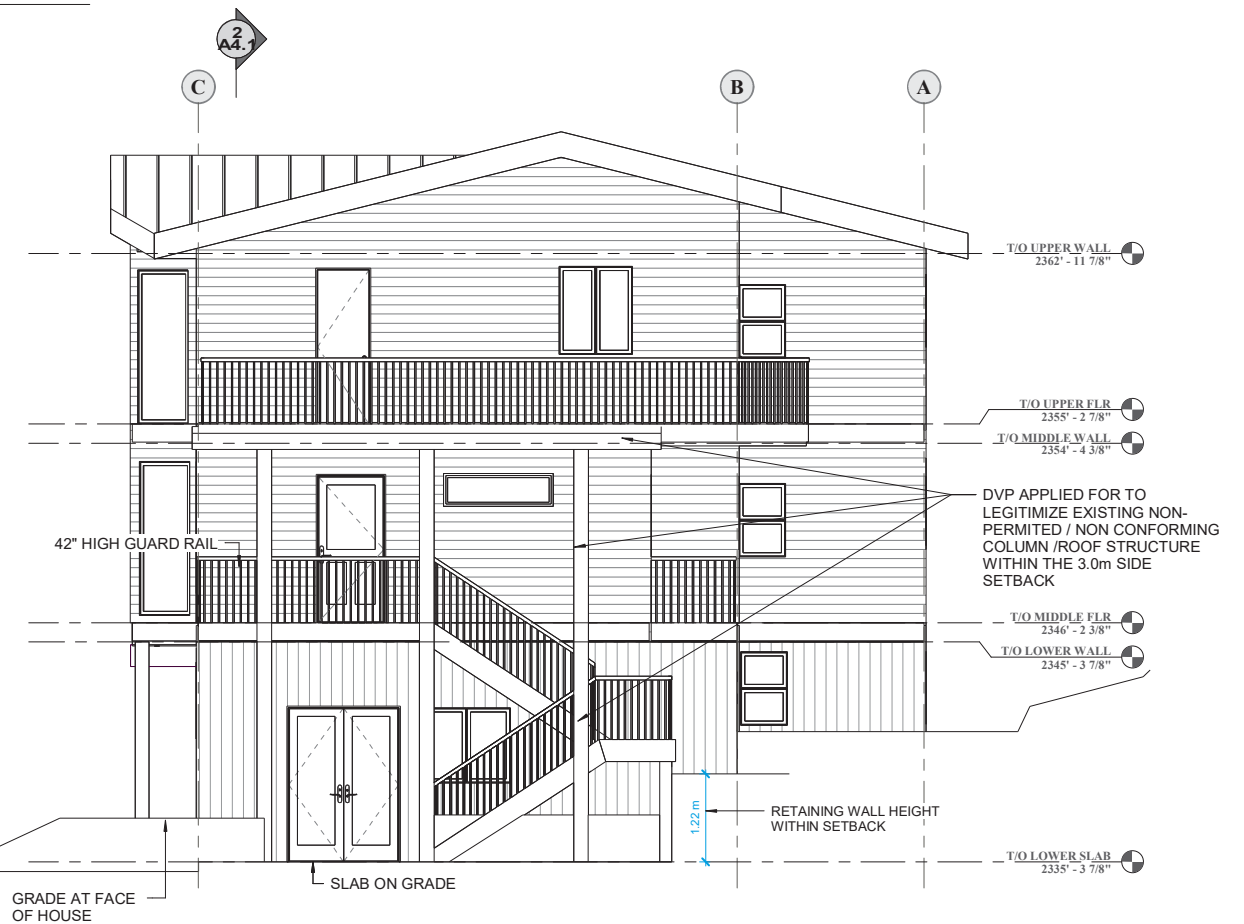 2
A4.1
C
B
A
T/O UPPER WALL
2362' - 11 7/8"
T/O UPPER FLR
2355' - 2 7/8"
T/O MIDDLE WALL
2354' - 4 3/8"
DVP APPLIED FOR TO
LEGITIMIZE EXISTING NON-
PERMITED / NON CONFORMING
COLUMN /ROOF STRUCTURE
WITHIN THE 3.0m SIDE
SETBACK
42" HIGH GUARD RAIL
T/O MIDDLE FLR
2346' - 2 3/8"
T/O LOWER WALL
2345' - 3 7/8"
1.22 m
RETAINING WALL HEIGHT
WITHIN SETBACK
T/O LOWER SLAB
2335' - 3 7/8"
SLAB ON GRADE
GRADE AT FACE
OF HOUSE